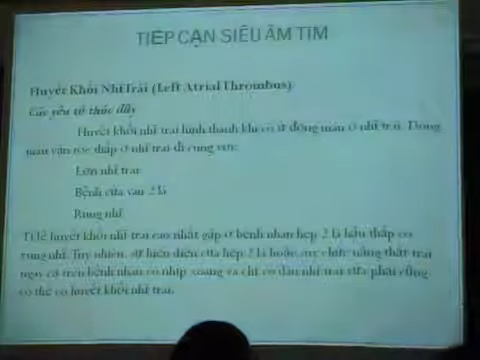 TIẾP CẬN SIÊU ÂM TIM
Huyết Khối Nhĩ Trái (Left Atrial Thrombus)
Các yếu tố thúc đẩy
Huyết khối nhĩ trái hình thành khi có ứ đọng máu ở nhĩ trái. Dòng
máu vận tốc thấp ở nhĩ trái đi cùng với:
Lớn nhĩ trái
Bệnh của van 2 lá
Rung nhĩ
Tỉ lệ huyết khối nhĩ trái cao nhất gặp ở bệnh nhân hẹp 2 lá hậu thấp có
rung nhĩ. Tuy nhiên, sự hiện diện của hẹp 2 lá hoặc chức năng thất trái
ngay cả trên bệnh nhân có nhịp xoang và chỉ có dãn nhĩ trái vừa phải cũng
có thể có huyết khối nhĩ trái.